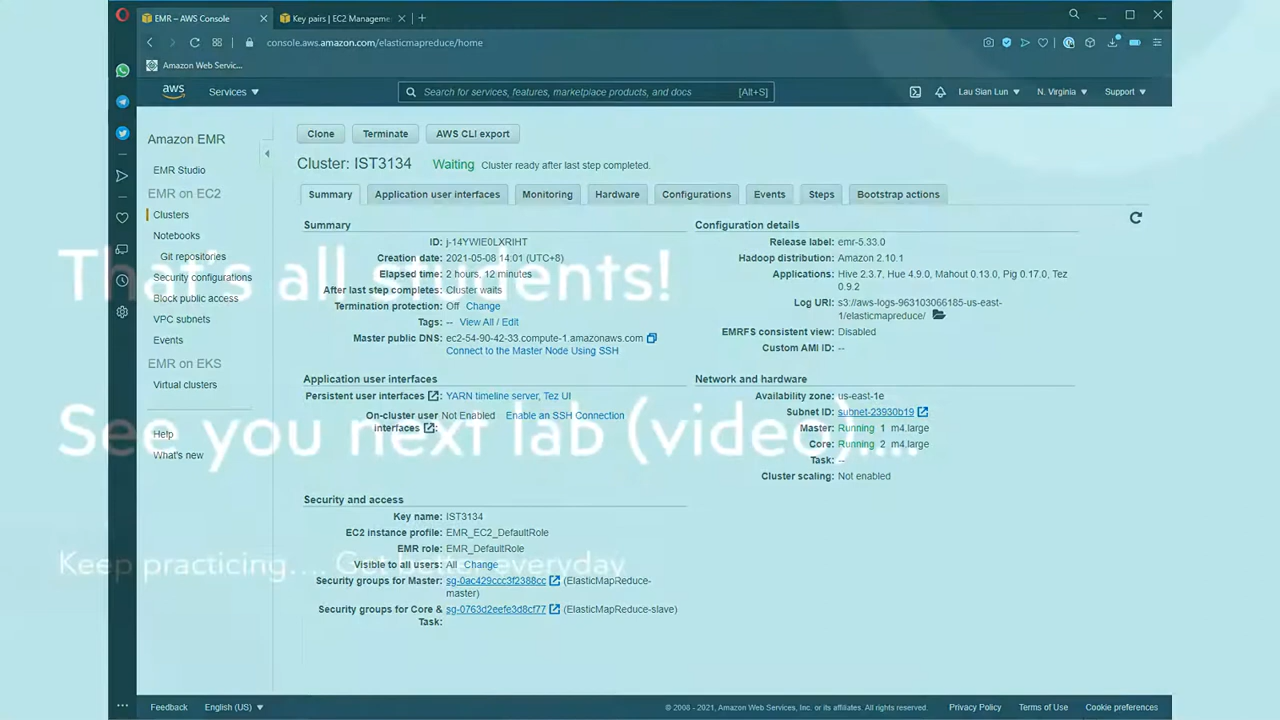 EMR – AWS Console
Key pairs | EC2 Manageme
console.aws.amazon.com/elasticmapreduce/home
Amazon Web Servic...
aws
Services
Search for services, features, marketplace products, and docs
[Alt+S]
Lau Sian Lun
N. Virginia
Support
Amazon EMR
EMR Studio
EMR on EC2
Clusters
Notebooks
Git repositories
Security configurations
Block public access
VPC subnets
Events
EMR on EKS
Virtual clusters
Help
What's new
Clone
Terminate
AWS CLI export
Cluster: IST3134 Waiting Cluster ready after last step completed.
Summary
Application user interfaces
Monitoring
Hardware
Configurations
Events
Steps
Bootstrap actions
Summary
ID: j-14YWIE0LXRIHT
Creation date: 2021-05-08 14:01 (UTC+8)
Elapsed time: 2 hours, 12 minutes
After last step completes: Cluster waits
Termination protection: Off Change
Tags: -- View All / Edit
Master public DNS: ec2-54-90-42-33.compute-1.amazonaws.com
Connect to the Master Node Using SSH
Configuration details
Release label: emr-5.33.0
Hadoop distribution: Amazon 2.10.1
Applications: Hive 2.3.7, Hue 4.9.0, Mahout 0.13.0, Pig 0.17.0, Tez
0.9.2
Log URI: s3://aws-logs-963103066185-us-east-
1/elasticmapreduce/
EMRFS consistent view: Disabled
Custom AMI ID: --
Application user interfaces
Persistent user interfaces : YARN timeline server, Tez UI
On-cluster user Not Enabled Enable an SSH Connection
interfaces :
Network and hardware
Availability zone: us-east-1e
Subnet ID: subnet-23930b19
Master: Running 1 m4.large
Core: Running 2 m4.large
Task: --
Cluster scaling: Not enabled
Security and access
Key name: IST3134
EC2 instance profile: EMR_EC2_DefaultRole
EMR role: EMR_DefaultRole
Visible to all users: All Change
Security groups for Master: sg-0ac429ccc3f2388cc (ElasticMapReduce-
master)
Security groups for Core & sg-0763d2eefe3d8cf77 (ElasticMapReduce-slave)
Task:
That's all students!
See you next lab (video)....
Keep practicing.... Get better everyday
Feedback
English (US)
© 2008 - 2021, Amazon Web Services, Inc. or its affiliates. All rights reserved.
Privacy Policy
Terms of Use
Cookie preferences